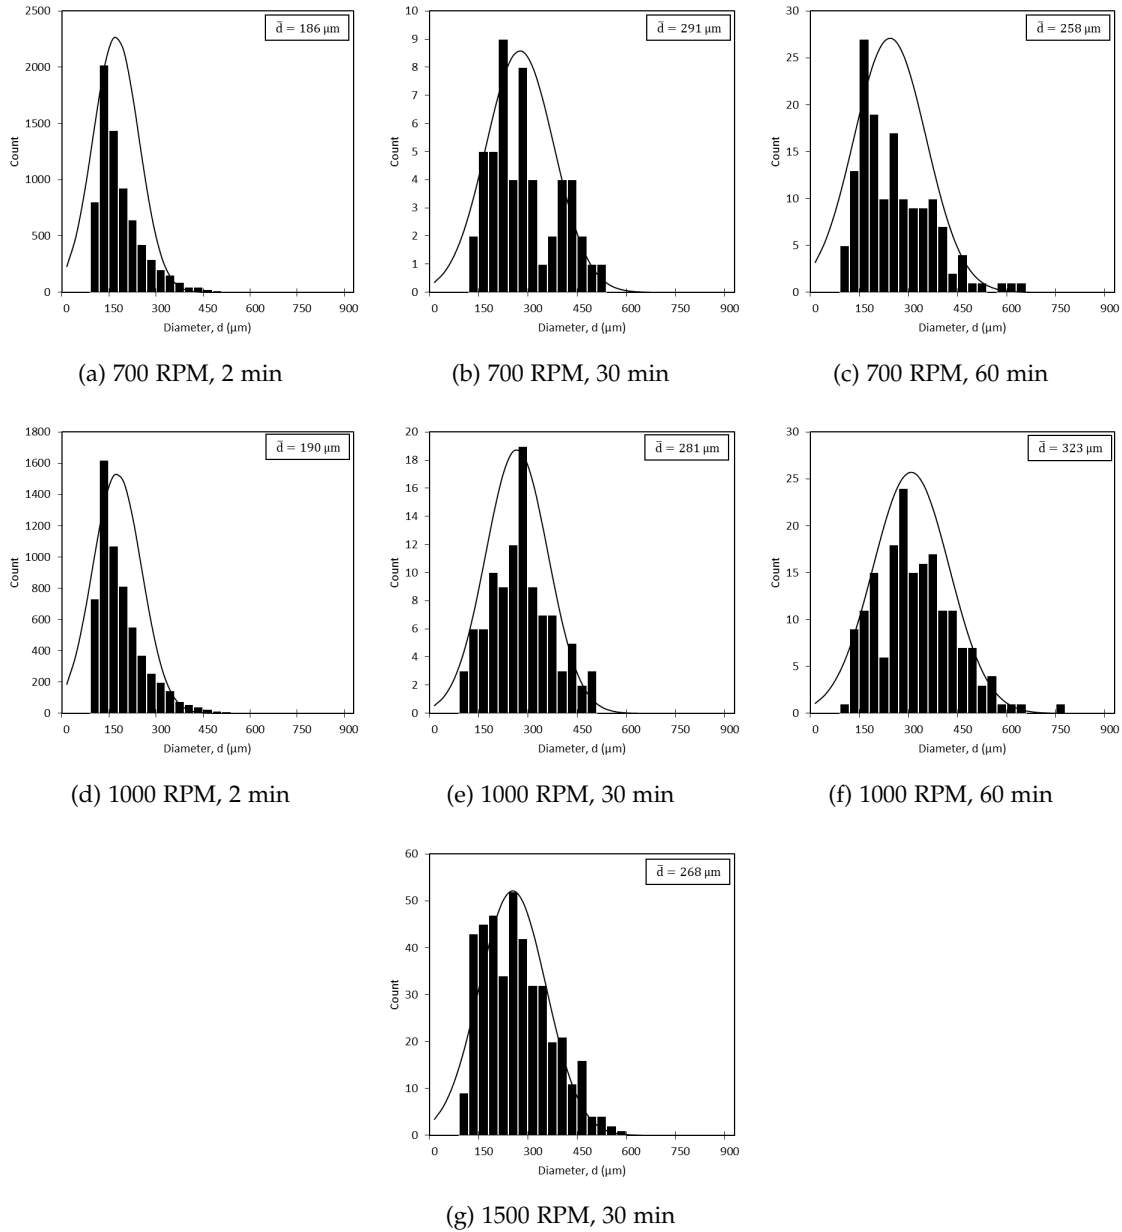 d̄ = 186 μm
2500
2000
1500
1000
500
0
Count
0 150 300 450 600 750 900
Diameter, d (μm)
(a) 700 RPM, 2 min
d̄ = 291 μm
10
9
8
7
6
5
4
3
2
1
0
Count
0 150 300 450 600 750 900
Diameter, d (μm)
(b) 700 RPM, 30 min
d̄ = 258 μm
30
25
20
15
10
5
0
Count
0 150 300 450 600 750 900
Diameter, d (μm)
(c) 700 RPM, 60 min
d̄ = 190 μm
1800
1600
1400
1200
1000
800
600
400
200
0
Count
0 150 300 450 600 750 900
Diameter, d (μm)
(d) 1000 RPM, 2 min
d̄ = 281 μm
20
18
16
14
12
10
8
6
4
2
0
Count
0 150 300 450 600 750 900
Diameter, d (μm)
(e) 1000 RPM, 30 min
d̄ = 323 μm
30
25
20
15
10
5
0
Count
0 150 300 450 600 750 900
Diameter, d (μm)
(f) 1000 RPM, 60 min
d̄ = 268 μm
60
50
40
30
20
10
0
Count
0 150 300 450 600 750 900
Diameter, d (μm)
(g) 1500 RPM, 30 min